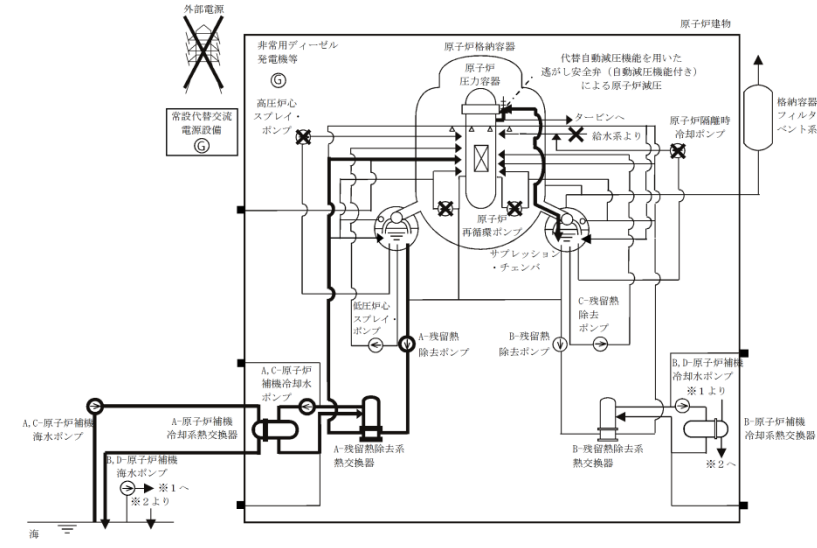 外部電源
原子炉建物
非常用ディーゼル
発電機等
G
原子炉格納容器
原子炉
圧力容器
代替自動減圧機能を用いた
逃がし安全弁（自動減圧機能付き）
による原子炉減圧
常設代替交流
電源設備
G
高圧炉心
スプレイ・
ポンプ
タービンへ
給水系より
原子炉隔離時
冷却ポンプ
格納容器
フィルタ
ベント系
原子炉
再循環ポンプ
サプレッション
・チェンバ
低圧炉心
スプレイ・
ポンプ
A-残留熱
除去ポンプ
B-残留熱
除去ポンプ
C-残留熱
除去
ポンプ
A,C-原子炉
補機冷却水
ポンプ
B,D-原子炉補機
冷却水ポンプ
※1より
A,C-原子炉補機
海水ポンプ
A-原子炉補機
冷却系熱交換器
A-残留熱除去系
熱交換器
B-残留熱除去系
熱交換器
B-原子炉補機
冷却系熱交換器
※2へ
B,D-原子炉補機
海水ポンプ
※1へ
※2より
海